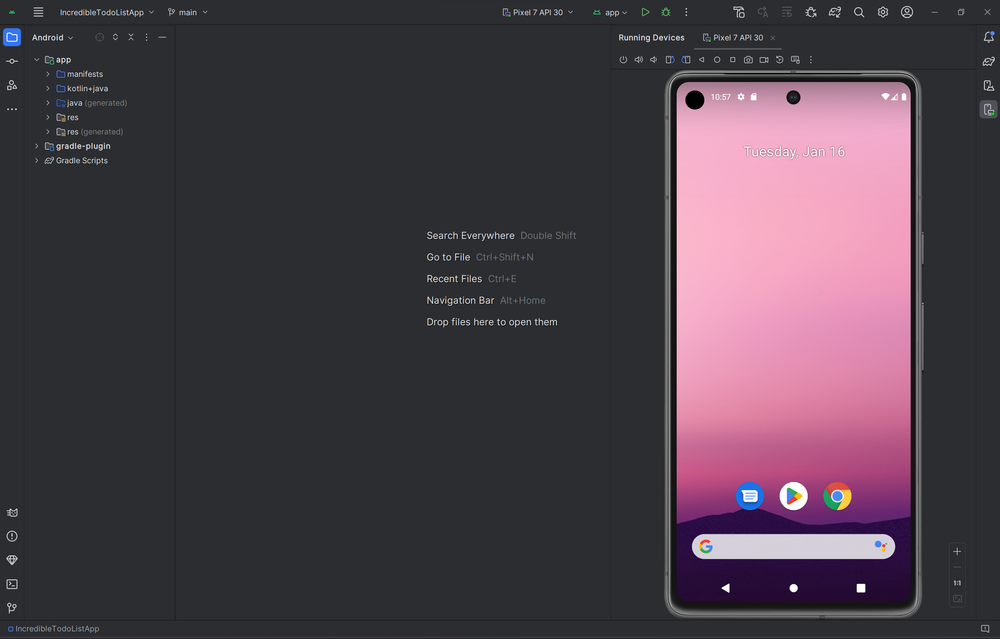 IncredibleTodoListApp
main
Pixel 7 API 30
app
Android
app
manifests
kotlin+java
java (generated)
res
res (generated)
gradle-plugin
Gradle Scripts
Search Everywhere Double Shift
Go to File Ctrl+Shift+N
Recent Files Ctrl+E
Navigation Bar Alt+Home
Drop files here to open them
Running Devices
Pixel 7 API 30
10:57
Tuesday, Jan 16
1:1
IncredibleTodoListApp